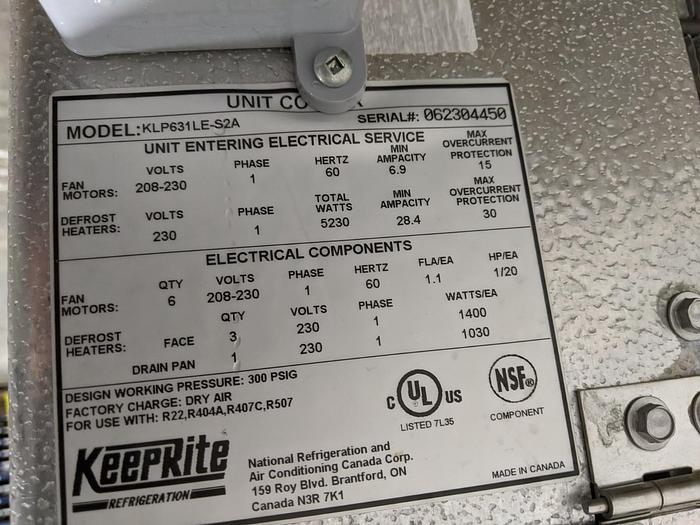 UNIT CO
MODEL: KLP631LE-S2A SERIAL#: 062304450
UNIT ENTERING ELECTRICAL SERVICE
FAN MOTORS: VOLTS 208-230 PHASE 1 HERTZ 60 MIN AMPACITY 6.9 MAX OVERCURRENT PROTECTION 15
DEFROST HEATERS: VOLTS 230 PHASE 1 TOTAL WATTS 5230 MIN AMPACITY 28.4 MAX OVERCURRENT PROTECTION 30
ELECTRICAL COMPONENTS
FAN MOTORS: QTY 6 VOLTS 208-230 PHASE 1 HERTZ 60 FLA/EA 1.1 HP/EA 1/20
QTY VOLTS PHASE WATTS/EA
DEFROST HEATERS: FACE 3 230 1 1400
DRAIN PAN 1 230 1 1030
DESIGN WORKING PRESSURE: 300 PSIG
FACTORY CHARGE: DRY AIR
FOR USE WITH: R22,R404A,R407C,R507
C UL US
LISTED 7L35
NSF®
COMPONENT
KEEPRITE
REFRIGERATION
National Refrigeration and
Air Conditioning Canada Corp.
159 Roy Blvd. Brantford, ON
Canada N3R 7K1
MADE IN CANADA